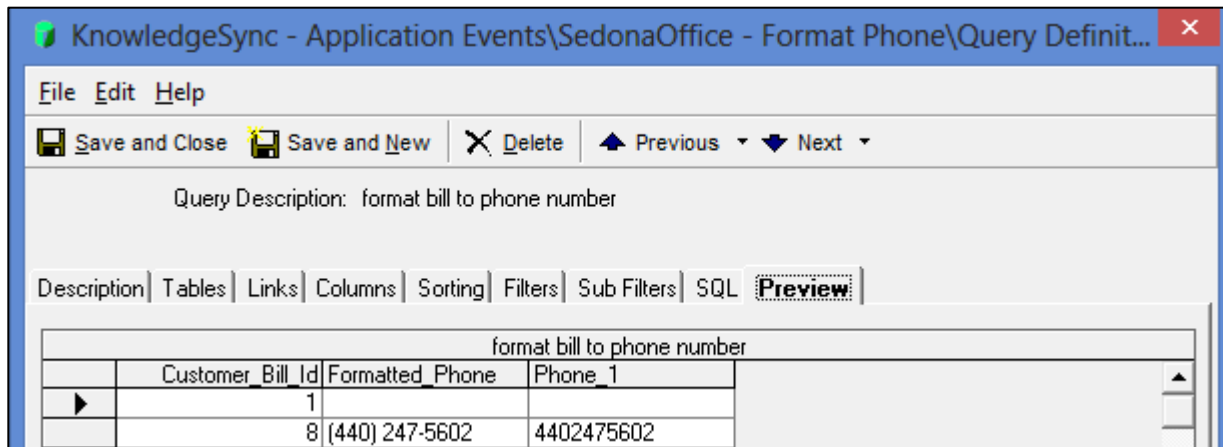 KnowledgeSync - Application Events\SedonaOffice - Format Phone\Query Definit...
File Edit Help
Save and Close Save and New Delete Previous Next
Query Description: format bill to phone number
Description Tables Links Columns Sorting Filters Sub Filters SQL Preview
format bill to phone number
Customer_Bill_Id Formatted_Phone Phone_1
1
8 (440) 247-5602 4402475602